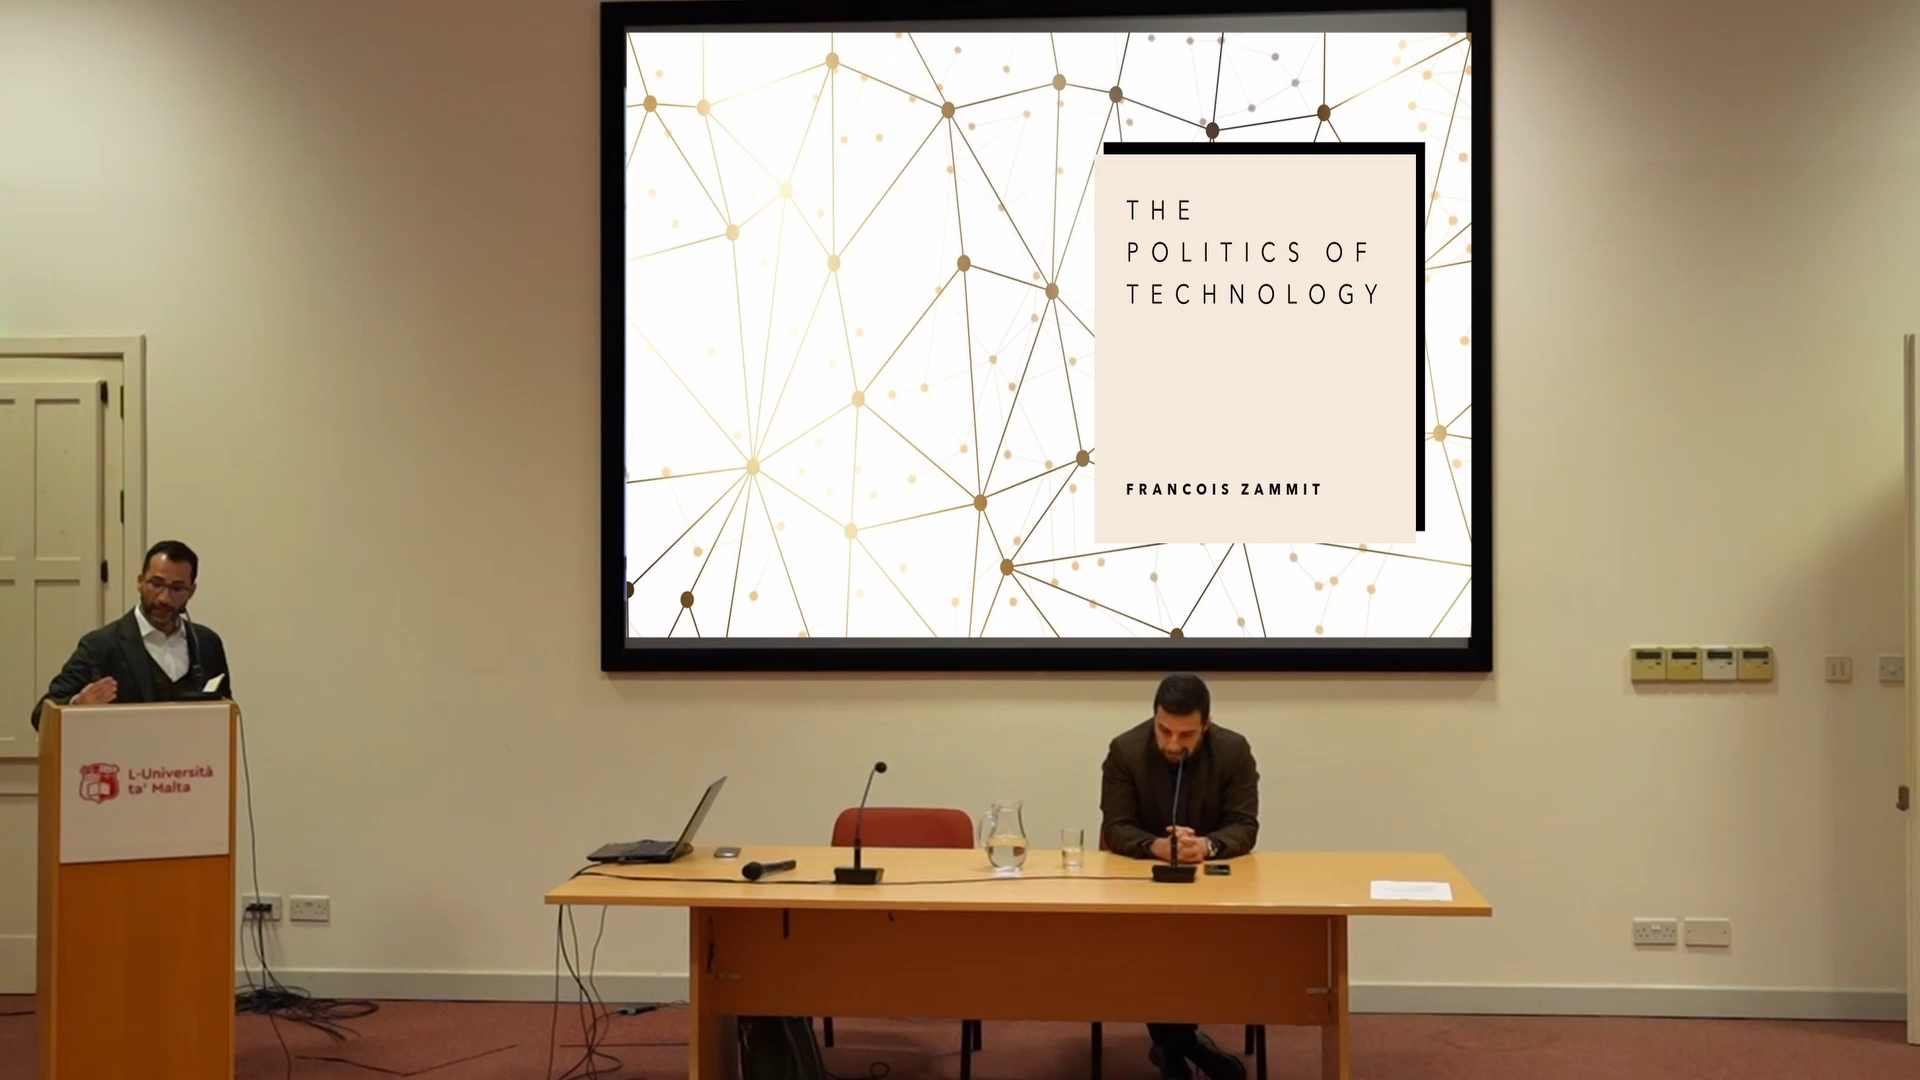 THE
POLITICS OF
TECHNOLOGY
FRANCOIS ZAMMIT
L-Università
ta' Malta